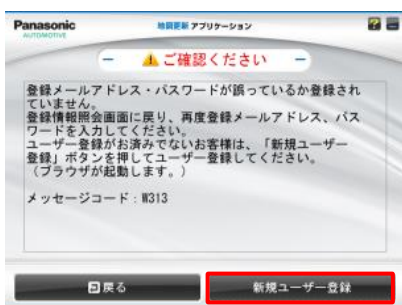 Panasonic
AUTOMOTIVE
地図更新 アプリケーション
ご確認ください
登録メールアドレス・パスワードが誤っているか登録され
ていません。
登録情報照会画面に戻り、再度登録メールアドレス、パス
ワードを入力してください。
ユーザー登録がお済みでないお客様は、「新規ユーザー
登録」ボタンを押してユーザー登録してください。
（ブラウザが起動します。）
メッセージコード：W313
戻る
新規ユーザー登録